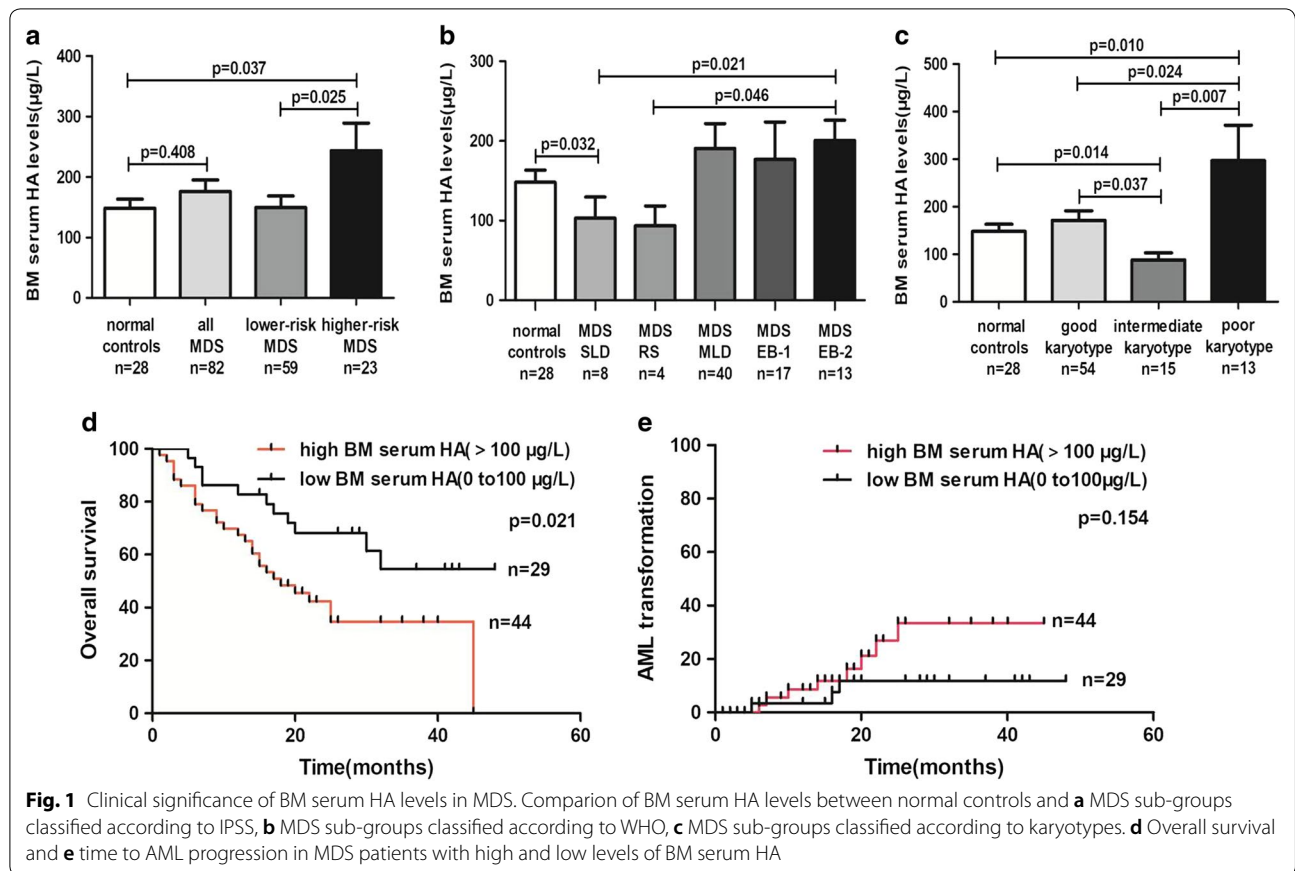 a
BM serum HA levels(µg/L)
400
300
200
100
0
p=0.037
p=0.025
p=0.408
normal controls n=28
all MDS n=82
lower-risk MDS n=59
higher-risk MDS n=23
b
BM serum HA levels(µg/L)
300
200
100
0
p=0.021
p=0.046
p=0.032
normal controls n=28
MDS SLD n=8
MDS RS n=4
MDS MLD n=40
MDS EB-1 n=17
MDS EB-2 n=13
c
BM serum HA levels(µg/L)
500
400
300
200
100
0
p=0.010
p=0.024
p=0.007
p=0.014
p=0.037
normal controls n=28
good karyotype n=54
intermediate karyotype n=15
poor karyotype n=13
d
Overall survival
100
80
60
40
20
0
high BM serum HA( > 100 µg/L)
low BM serum HA(0 to100 µg/L)
p=0.021
n=29
n=44
0 20 40 60
Time(months)
e
AML transformation
100
80
60
40
20
0
high BM serum HA( > 100 µg/L)
low BM serum HA(0 to100µg/L)
p=0.154
n=44
n=29
0 20 40 60
Time(months)
Fig. 1 Clinical significance of BM serum HA levels in MDS. Comparion of BM serum HA levels between normal controls and a MDS sub-groups
classified according to IPSS, b MDS sub-groups classified according to WHO, c MDS sub-groups classified according to karyotypes. d Overall survival
and e time to AML progression in MDS patients with high and low levels of BM serum HA